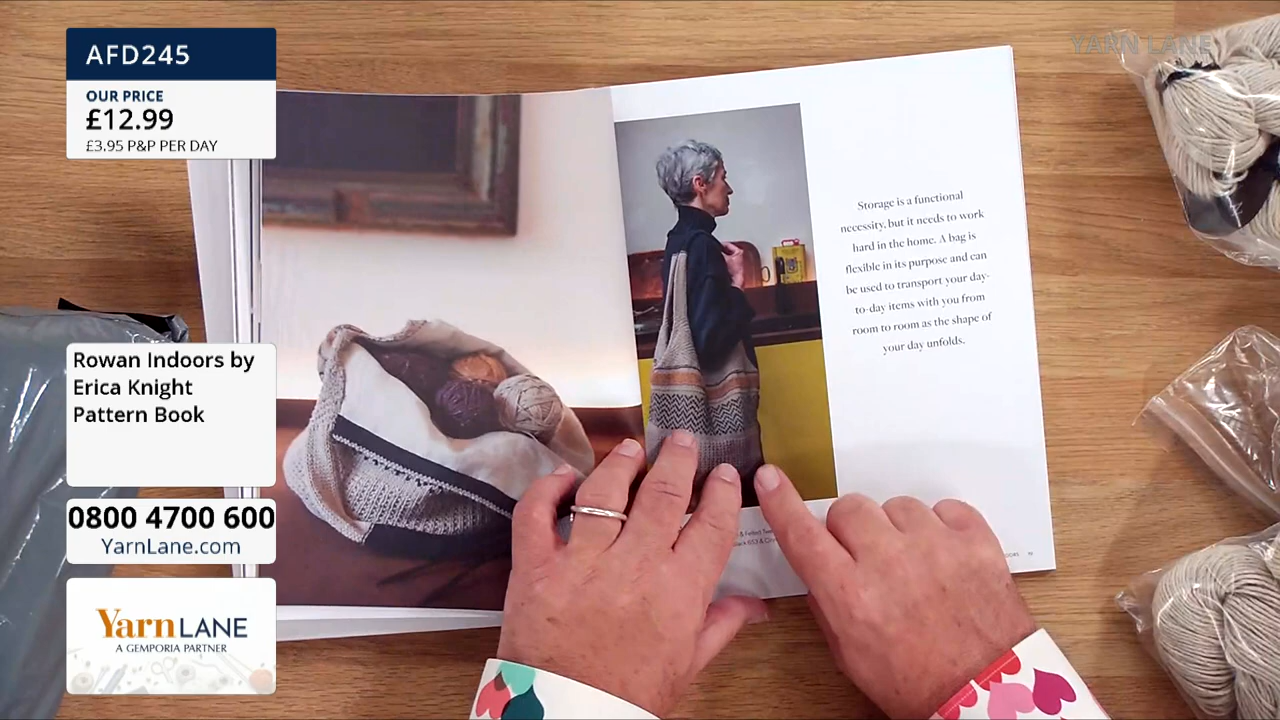 AFD245
OUR PRICE
£12.99
£3.95 P&P PER DAY
YARN LANE
Storage is a functional
necessity, but it needs to work
hard in the home. A bag is
flexible in its purpose and can
be used to transport your day-
to-day items with you from
room to room as the shape of
your day unfolds.
Rowan Indoors by
Erica Knight
Pattern Book
0800 4700 600
YarnLane.com
Yarn LANE
A GEMPORIA PARTNER